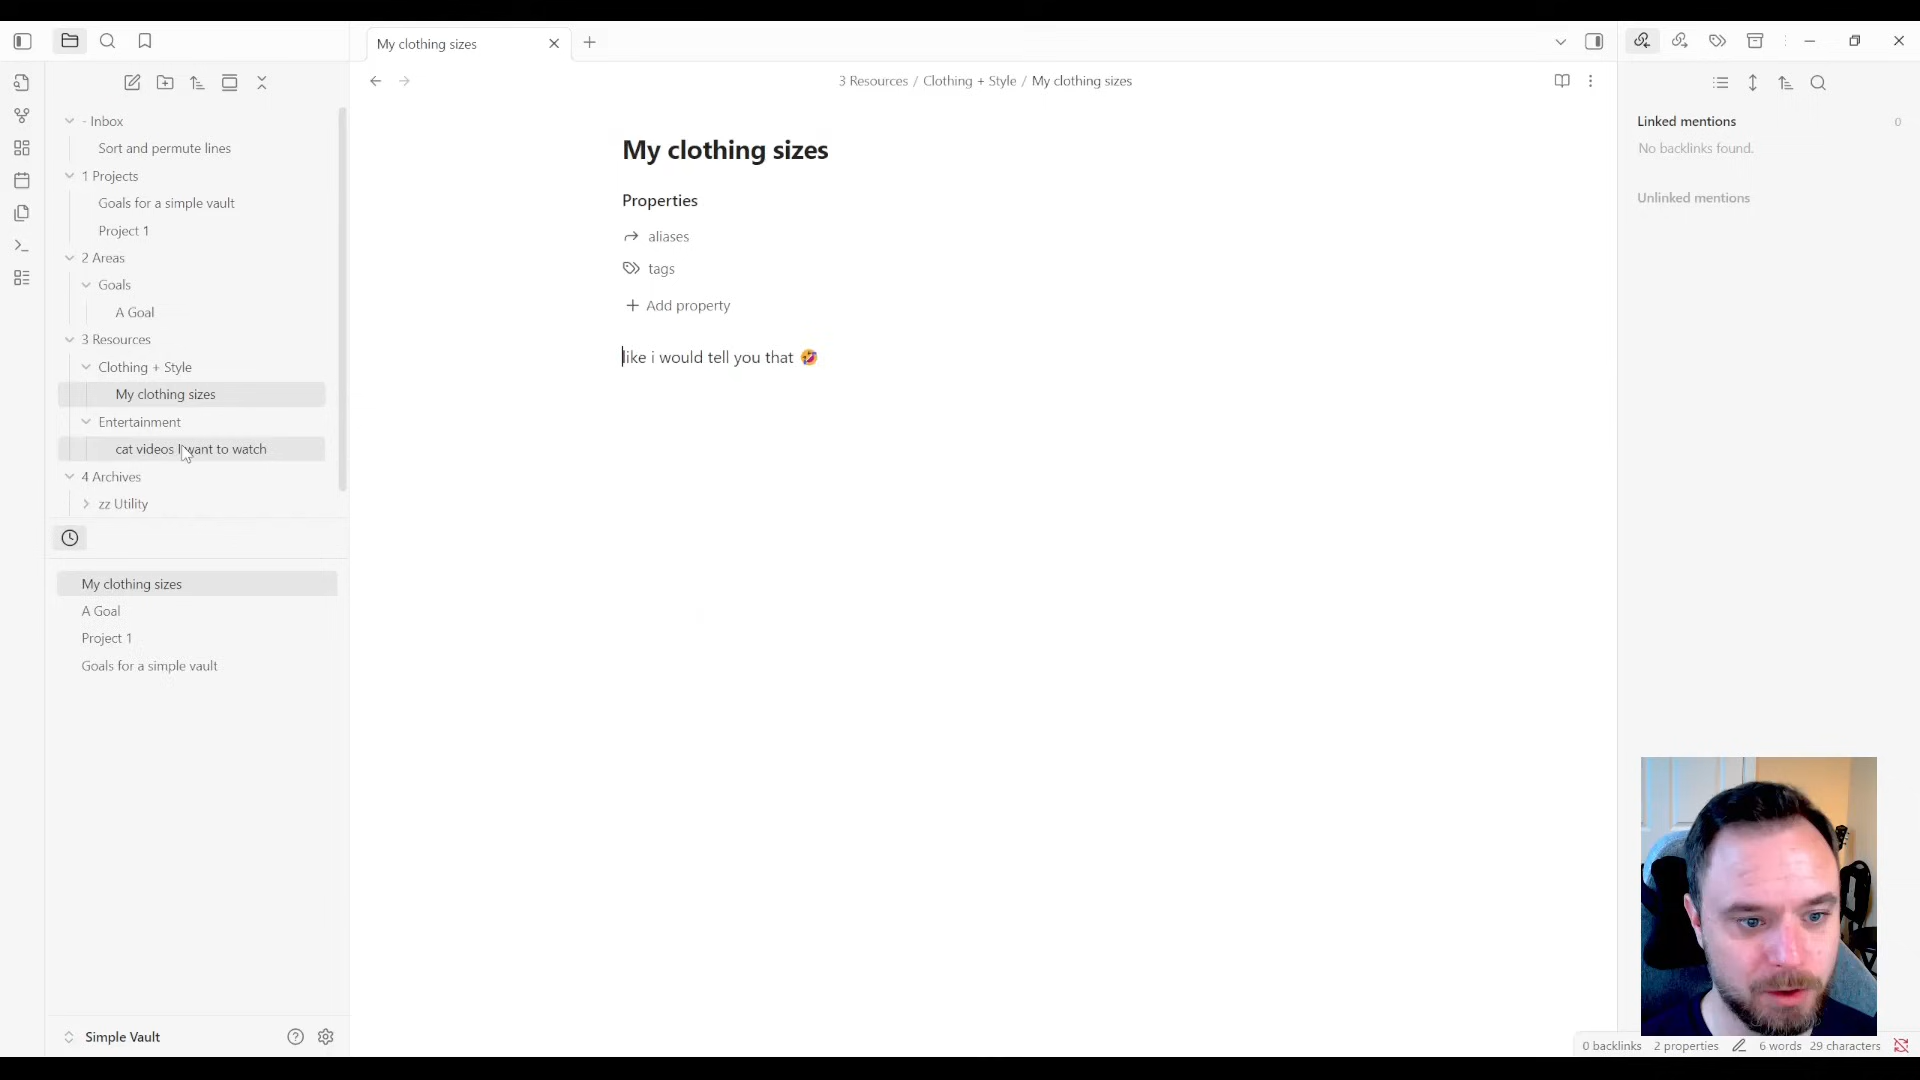 My clothing sizes
3 Resources / Clothing + Style / My clothing sizes
- Inbox
Sort and permute lines
1 Projects
Goals for a simple vault
Project 1
2 Areas
Goals
A Goal
3 Resources
Clothing + Style
My clothing sizes
Entertainment
cat videos I want to watch
4 Archives
zz Utility
My clothing sizes
A Goal
Project 1
Goals for a simple vault
Simple Vault
My clothing sizes
Properties
aliases
tags
Add property
like i would tell you that 🤣
Linked mentions 0
No backlinks found.
Unlinked mentions
0 backlinks 2 properties 6 words 29 characters